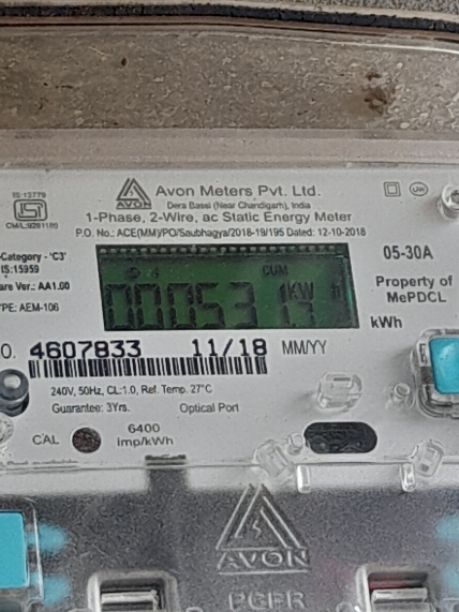 IS-13779
CM/L-9281180
AVON
Avon Meters Pvt. Ltd.
Dera Bassi (Near Chandigarh), India
1-Phase, 2-Wire, ac Static Energy Meter
P.O. No.: ACE(MM)/PO/Saubhagya/2018-19/195 Dated: 12-10-2018
Category - 'C3'
IS:15959
are Ver.: AA1.00
PE: AEM-106
CUM
05-30A
Property of
MePDCL
kWh
O. 4607833 11/18 MM/YY
240V, 50Hz, CL:1.0, Ref. Temp. 27°C
Guarantee: 3Yrs. Optical Port
CAL 6400
imp/kWh
AVON